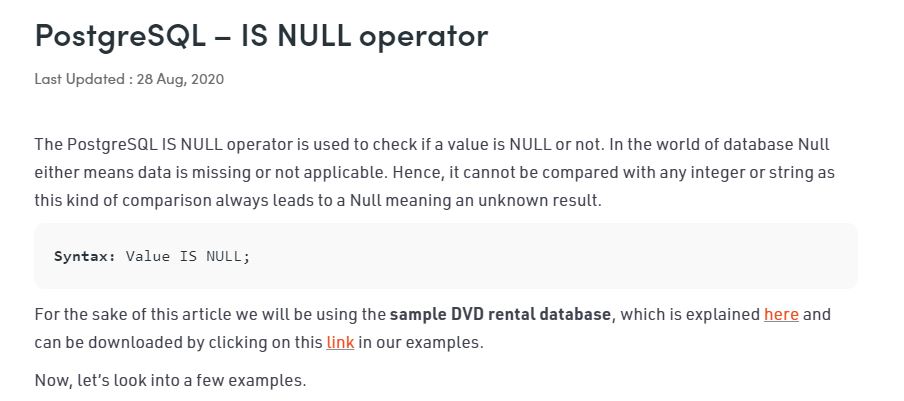 PostgreSQL – IS NULL operator
Last Updated : 28 Aug, 2020
The PostgreSQL IS NULL operator is used to check if a value is NULL or not. In the world of database Null
either means data is missing or not applicable. Hence, it cannot be compared with any integer or string as
this kind of comparison always leads to a Null meaning an unknown result.
Syntax: Value IS NULL;
For the sake of this article we will be using the sample DVD rental database, which is explained here and
can be downloaded by clicking on this link in our examples.
Now, let’s look into a few examples.